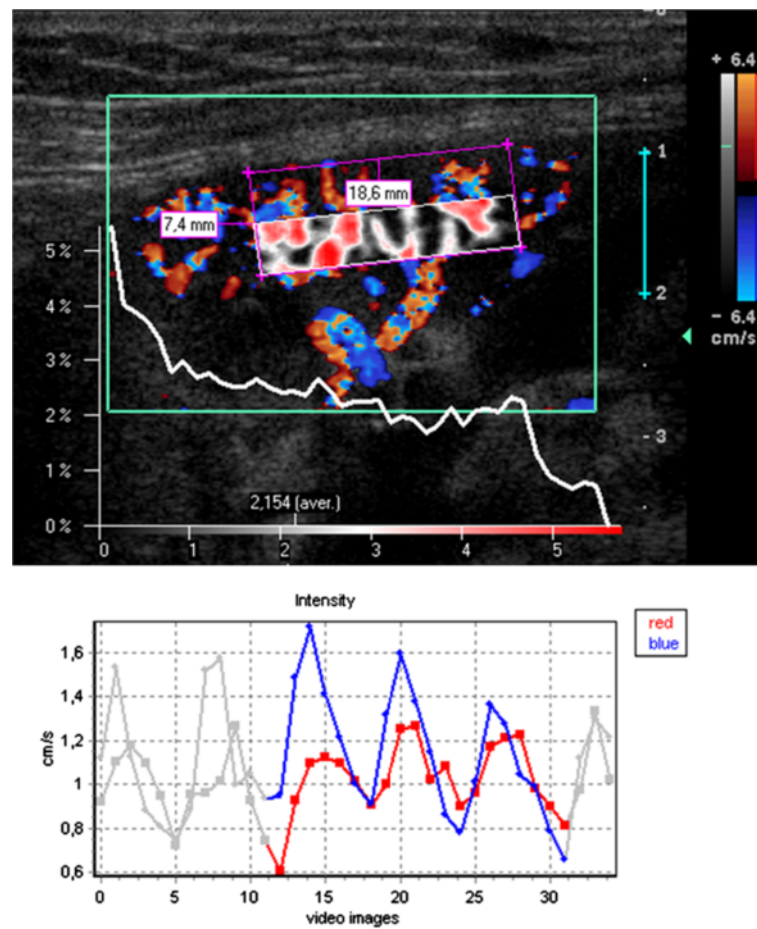 + 6.4
1
18,6 mm
7,4 mm
5%
2
4%
- 6.4
cm/s
3%
2%
- 3
1%
2,154 (aver.)
0%
0 1 2 3 4 5
Intensity
red
blue
1,6
1,4
1,2
1
0,8
0,6
cm/s
0 5 10 15 20 25 30
video images